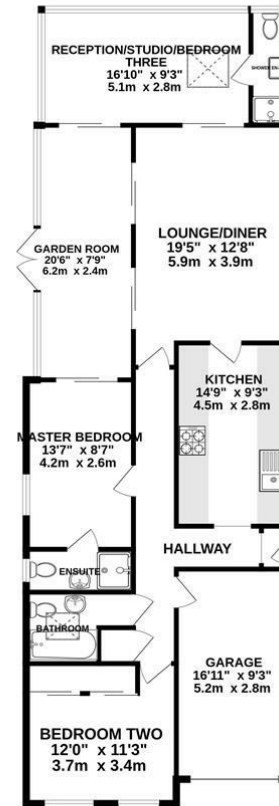 RECEPTION/STUDIO/BEDROOM
THREE
16'10" x 9'3"
5.1m x 2.8m
SHOWER EN-
GARDEN ROOM
20'6" x 7'9"
6.2m x 2.4m
LOUNGE/DINER
19'5" x 12'8"
5.9m x 3.9m
KITCHEN
14'9" x 9'3"
4.5m x 2.8m
MASTER BEDROOM
13'7" x 8'7"
4.2m x 2.6m
HALLWAY
ENSUITE
BATHROOM
GARAGE
16'11" x 9'3"
5.2m x 2.8m
BEDROOM TWO
12'0" x 11'3"
3.7m x 3.4m